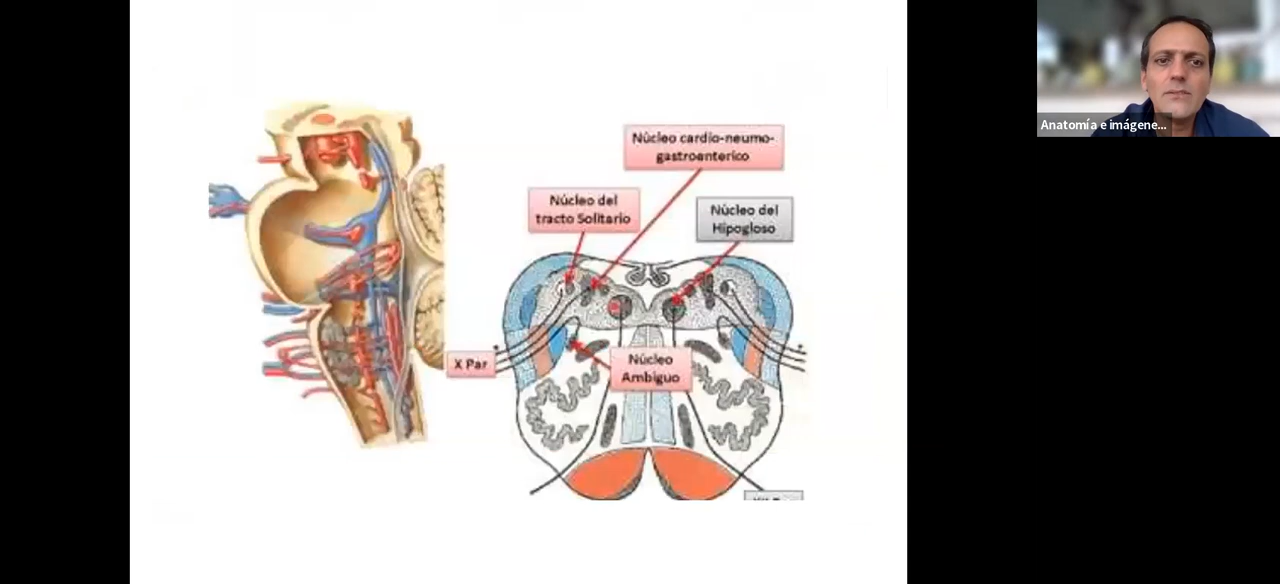 Anatomía e imágene...
Núcleo cardio-neumo-
gastroenterico
Núcleo del
tracto Solitario
Núcleo del
Hipogloso
X Par
Núcleo
Ambiguo